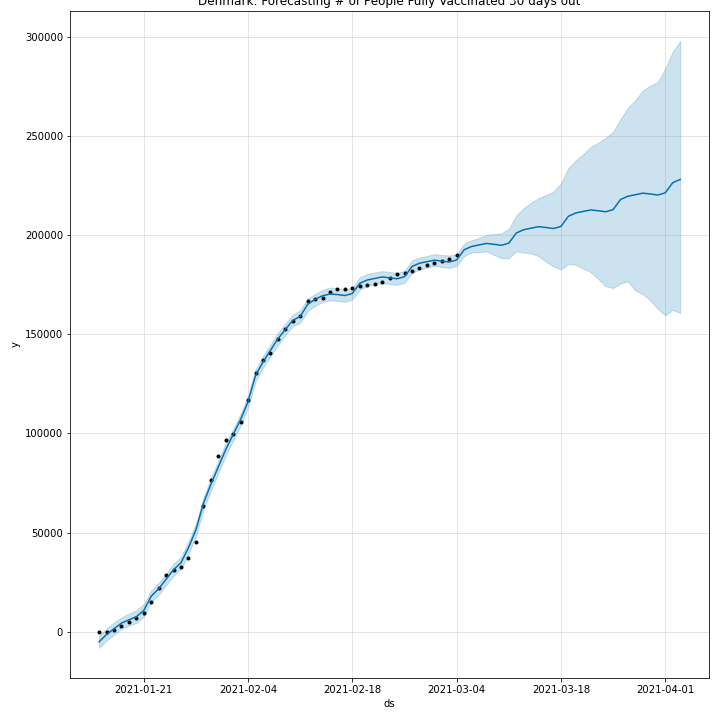 Denmark: Forecasting # of People Fully Vaccinated 30 days out
300000
250000
200000
150000
100000
50000
0
y
2021-01-21 2021-02-04 2021-02-18 2021-03-04 2021-03-18 2021-04-01
ds